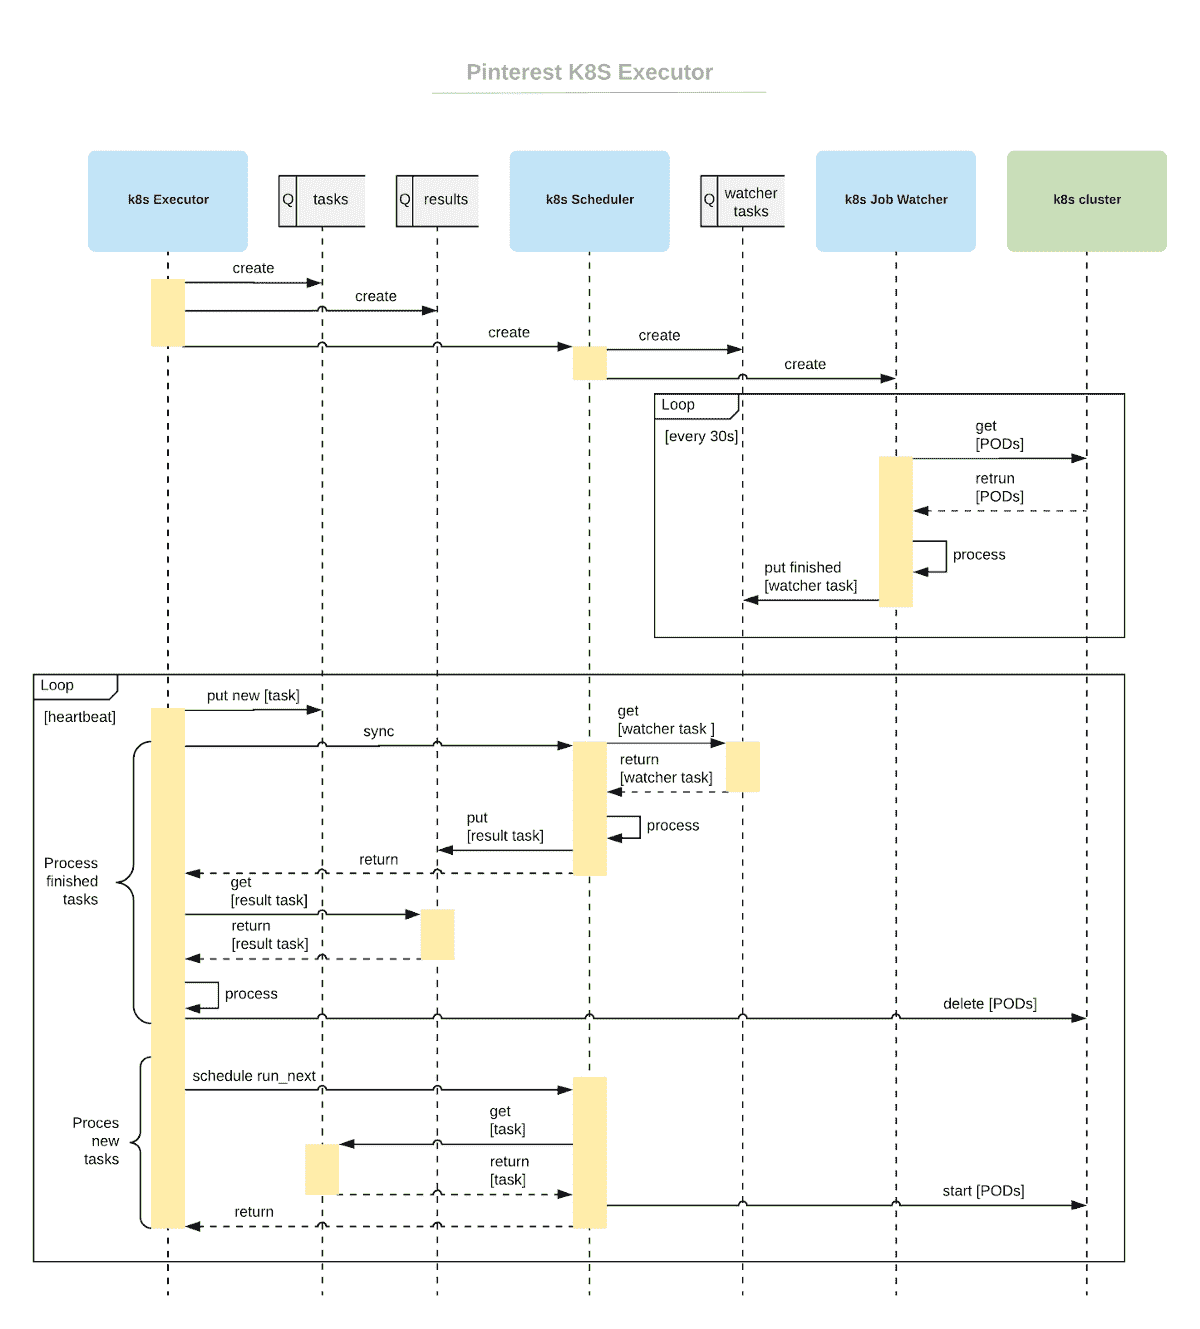 Pinterest K8S Executor
k8s Executor
Q
tasks
Q
results
k8s Scheduler
Q
watcher
tasks
k8s Job Watcher
k8s cluster
create
create
create
create
create
Loop
[every 30s]
get
[PODs]
retrun
[PODs]
process
put finished
[watcher task]
Loop
[heartbeat]
put new [task]
sync
get
[watcher task ]
return
[watcher task]
process
put
[result task]
return
Process
finished
tasks
get
[result task]
return
[result task]
process
delete [PODs]
schedule run_next
Proces
new
tasks
get
[task]
return
[task]
start [PODs]
return